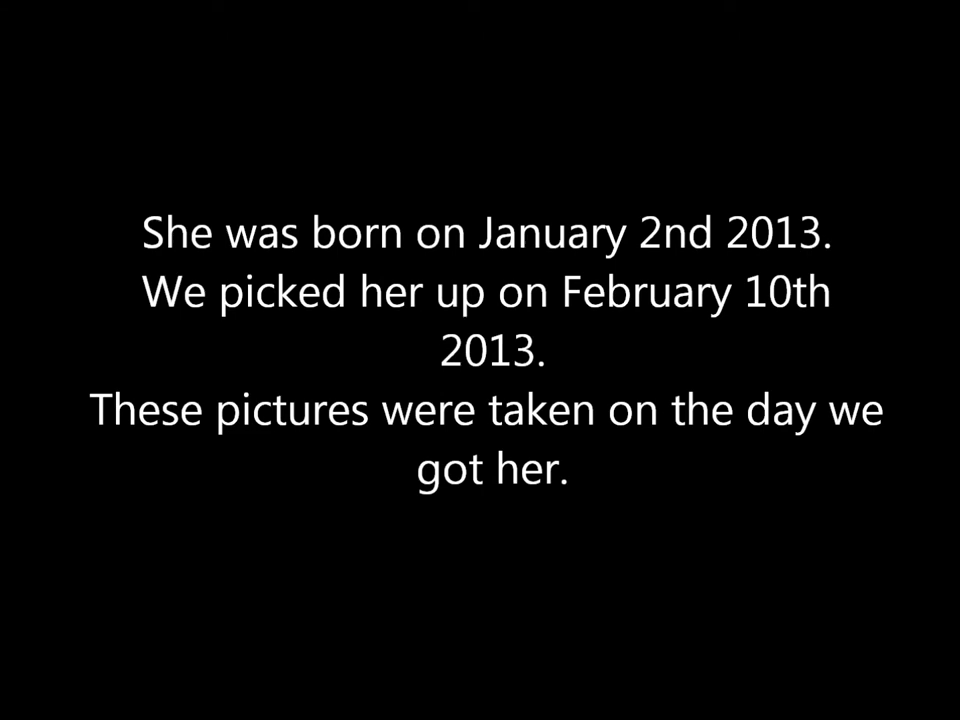 She was born on January 2nd 2013.
We picked her up on February 10th
2013.
These pictures were taken on the day we
got her.